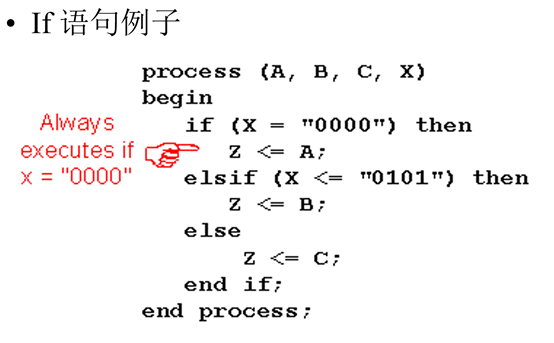 • If 语句例子
process (A, B, C, X)
begin
if (X = "0000") then
Always
executes if
x = "0000"
Z <= A;
elsif (X <= "0101") then
Z <= B;
else
Z <= C;
end if;
end process;